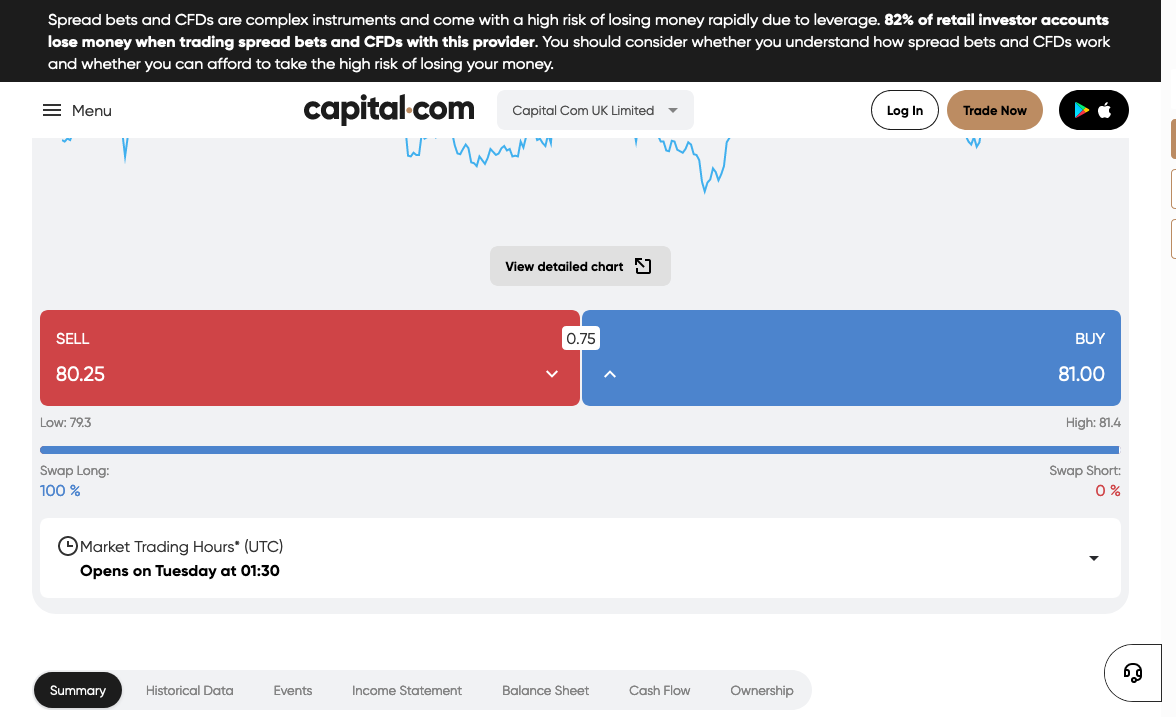 Spread bets and CFDs are complex instruments and come with a high risk of losing money rapidly due to leverage. 82% of retail investor accounts
lose money when trading spread bets and CFDs with this provider. You should consider whether you understand how spread bets and CFDs work
and whether you can afford to take the high risk of losing your money.
Menu
capital.com
Capital Com UK Limited
Log In
Trade Now
View detailed chart
SELL
0.75
BUY
80.25
81.00
Low: 79.3
High: 81.4
Swap Long:
Swap Short:
100 %
0 %
Market Trading Hours* (UTC)
Opens on Tuesday at 01:30
Summary
Historical Data
Events
Income Statement
Balance Sheet
Cash Flow
Ownership